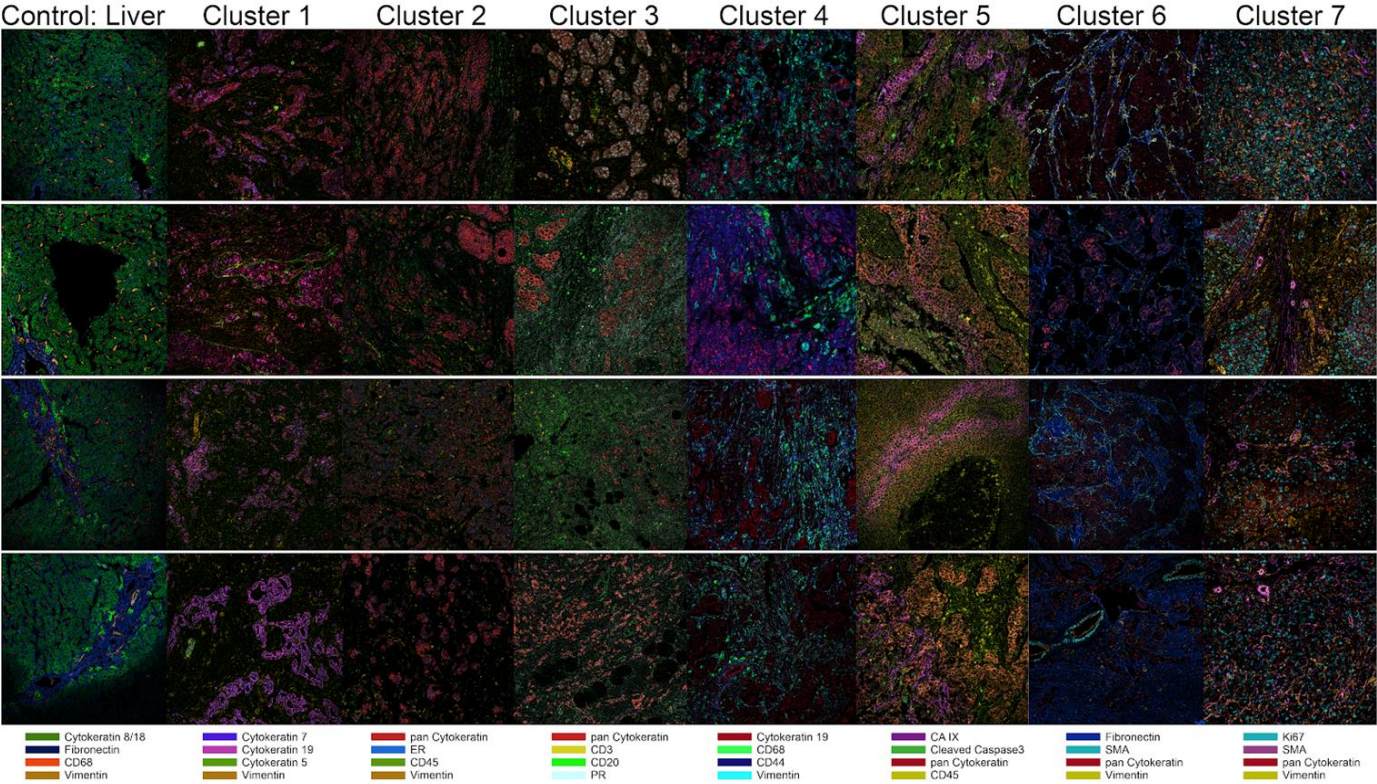 Control: Liver Cluster 1 Cluster 2 Cluster 3 Cluster 4 Cluster 5 Cluster 6 Cluster 7
Cytokeratin 8/18 Cytokeratin 7 pan Cytokeratin pan Cytokeratin Cytokeratin 19 CA IX Fibronectin Ki67
Fibronectin Cytokeratin 19 ER CD3 CD68 Cleaved Caspase3 SMA SMA
CD68 Cytokeratin 5 CD45 CD20 CD44 pan Cytokeratin pan Cytokeratin pan Cytokeratin
Vimentin Vimentin Vimentin PR Vimentin CD45 Vimentin Vimentin